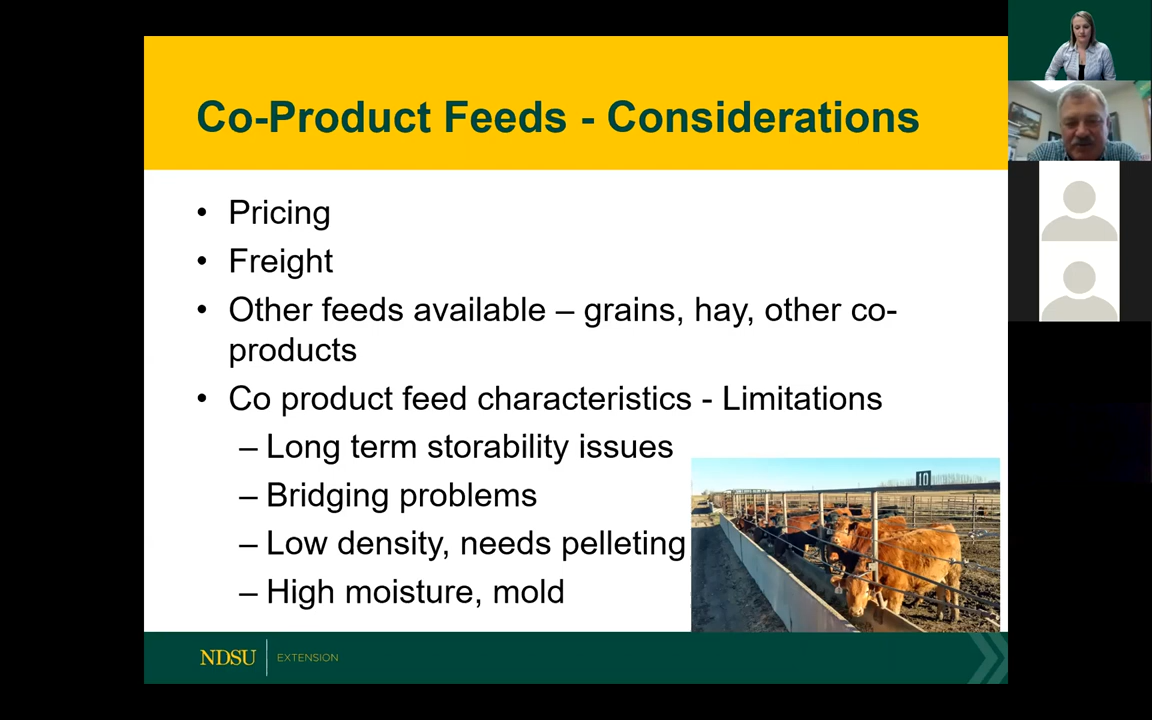 Co-Product Feeds - Considerations
• Pricing
• Freight
• Other feeds available – grains, hay, other co-
products
• Co product feed characteristics - Limitations
– Long term storability issues
– Bridging problems
– Low density, needs pelleting
– High moisture, mold
10
NDSU EXTENSION